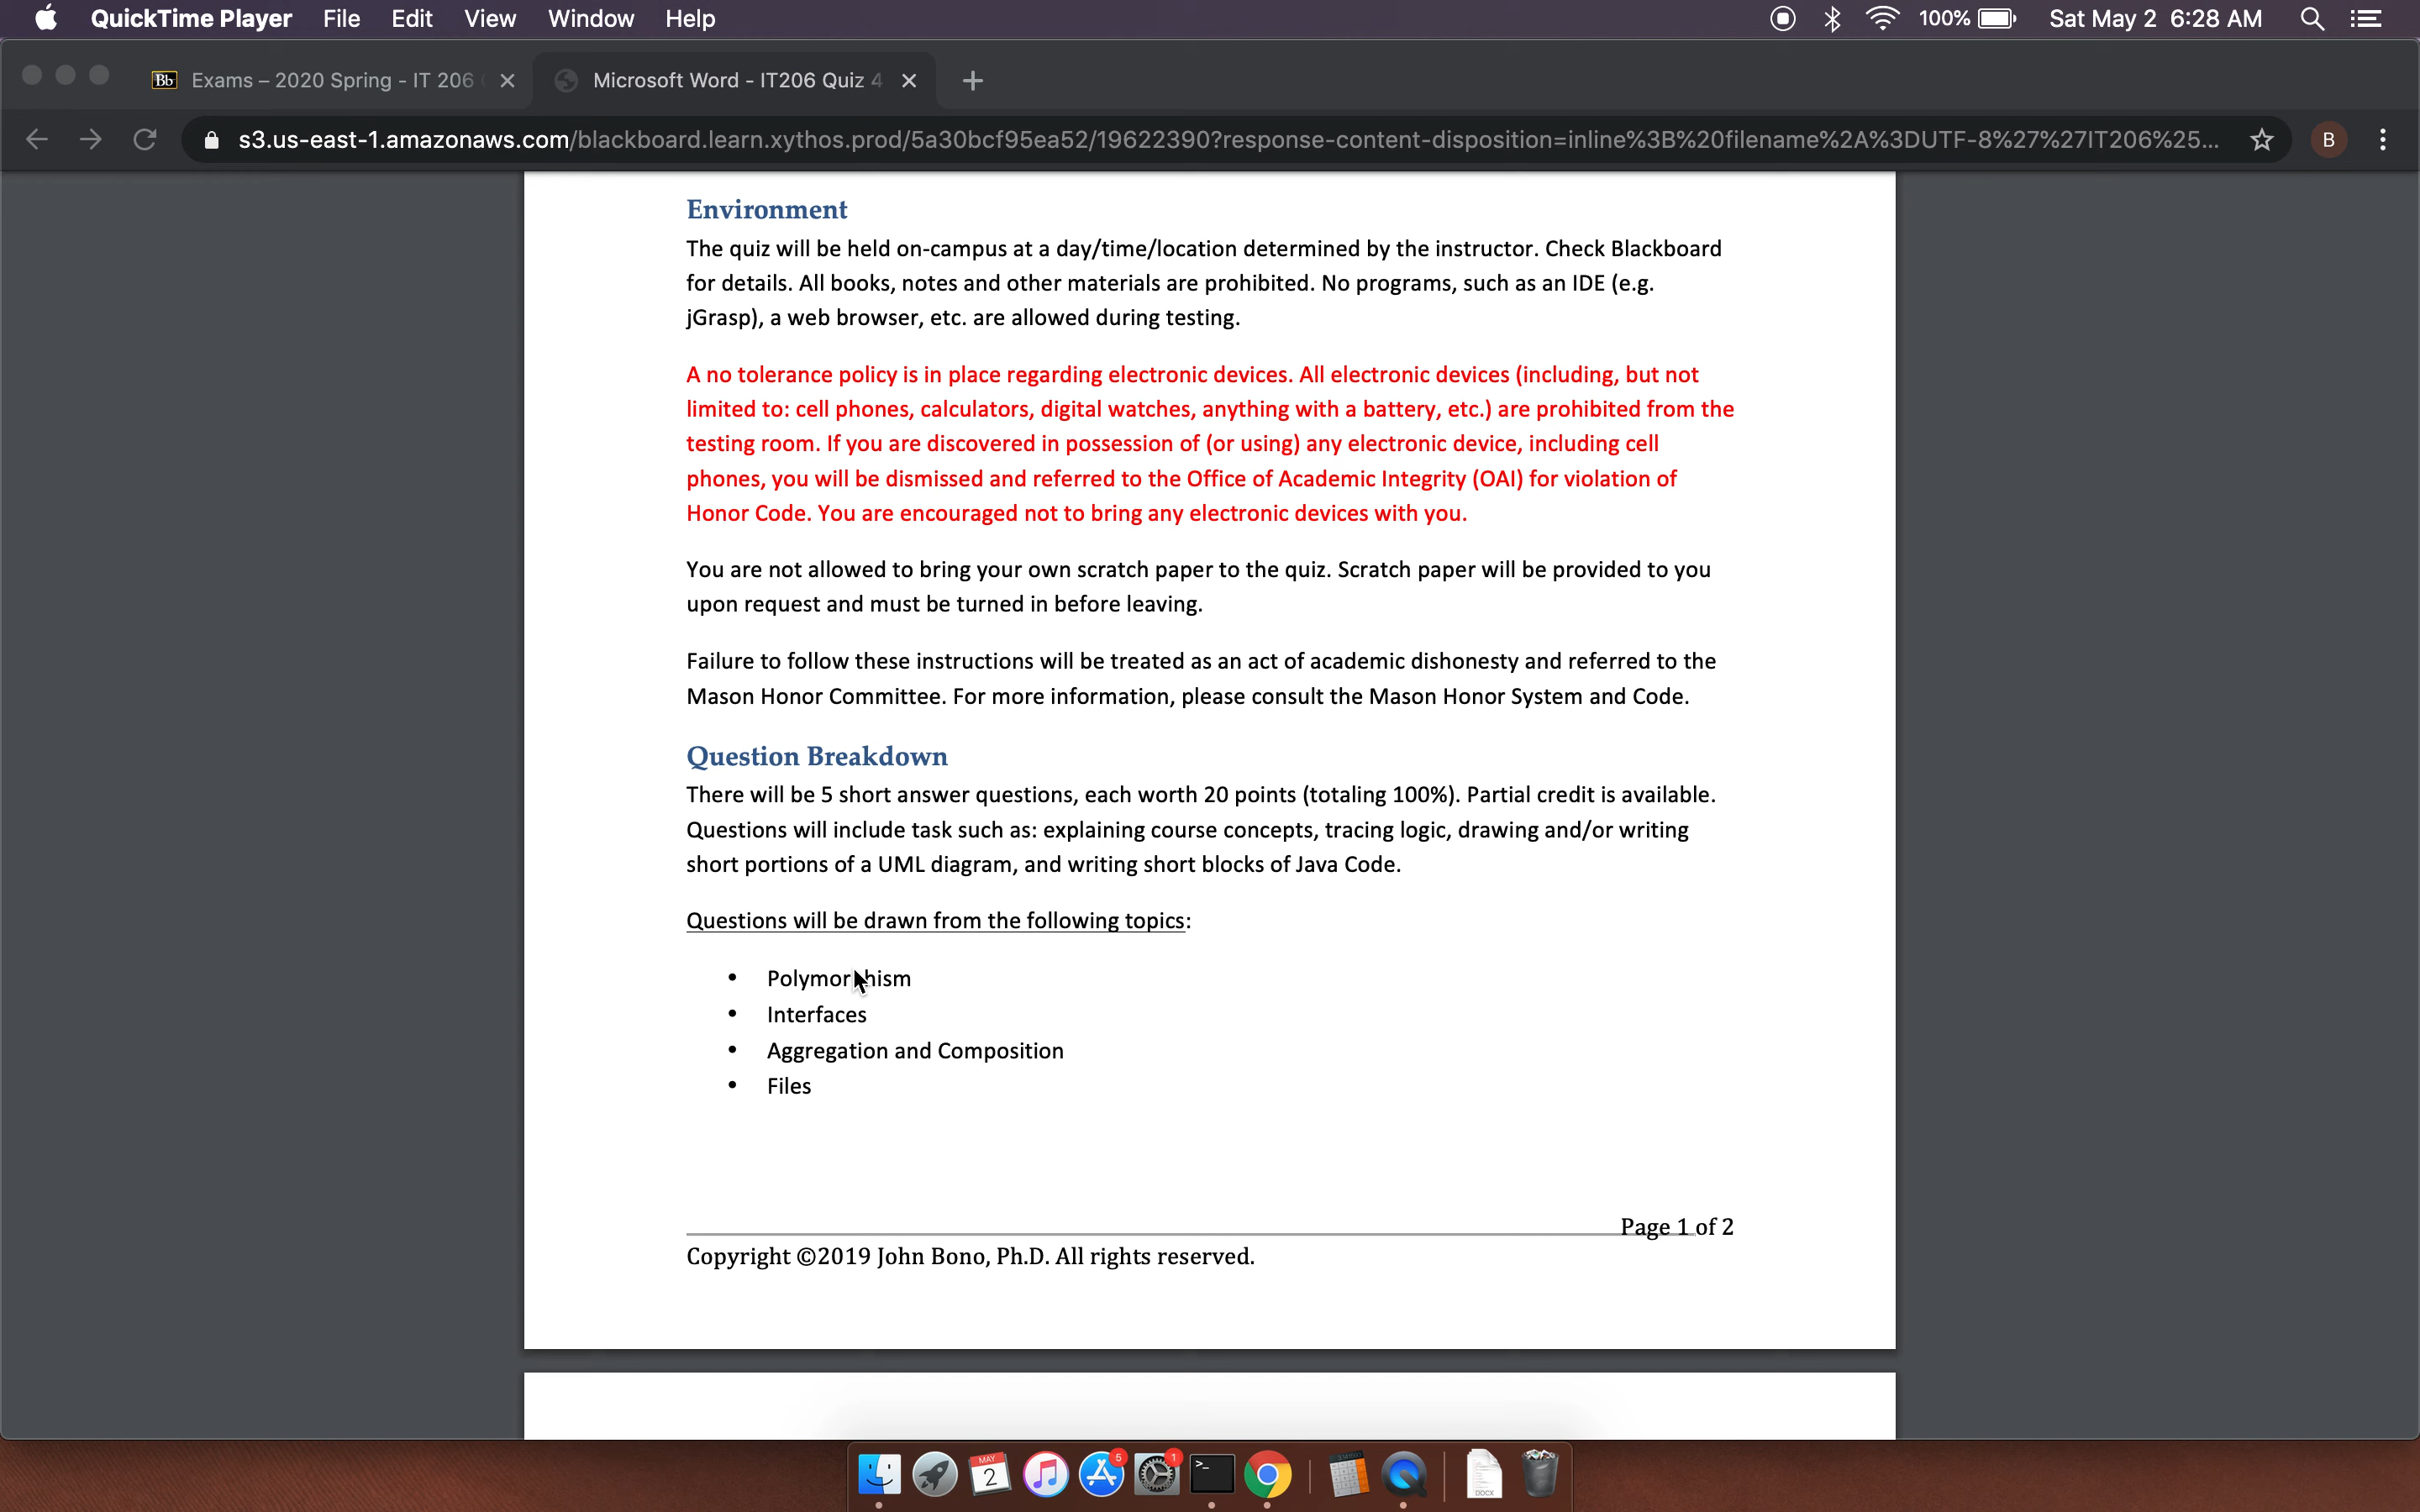 QuickTime Player File Edit View Window Help 100% Sat May 2 6:28 AM
Bb Exams – 2020 Spring - IT 206 Microsoft Word - IT206 Quiz 4
s3.us-east-1.amazonaws.com/blackboard.learn.xythos.prod/5a30bcf95ea52/19622390?response-content-disposition=inline%3B%20filename%2A%3DUTF-8%27%27IT206%25... B
Environment
The quiz will be held on-campus at a day/time/location determined by the instructor. Check Blackboard
for details. All books, notes and other materials are prohibited. No programs, such as an IDE (e.g.
jGrasp), a web browser, etc. are allowed during testing.
A no tolerance policy is in place regarding electronic devices. All electronic devices (including, but not
limited to: cell phones, calculators, digital watches, anything with a battery, etc.) are prohibited from the
testing room. If you are discovered in possession of (or using) any electronic device, including cell
phones, you will be dismissed and referred to the Office of Academic Integrity (OAI) for violation of
Honor Code. You are encouraged not to bring any electronic devices with you.
You are not allowed to bring your own scratch paper to the quiz. Scratch paper will be provided to you
upon request and must be turned in before leaving.
Failure to follow these instructions will be treated as an act of academic dishonesty and referred to the
Mason Honor Committee. For more information, please consult the Mason Honor System and Code.
Question Breakdown
There will be 5 short answer questions, each worth 20 points (totaling 100%). Partial credit is available.
Questions will include task such as: explaining course concepts, tracing logic, drawing and/or writing
short portions of a UML diagram, and writing short blocks of Java Code.
Questions will be drawn from the following topics:
• Polymorphism
• Interfaces
• Aggregation and Composition
• Files
Page 1 of 2
Copyright ©2019 John Bono, Ph.D. All rights reserved.
MAY
2
5
1
>_
DOCX